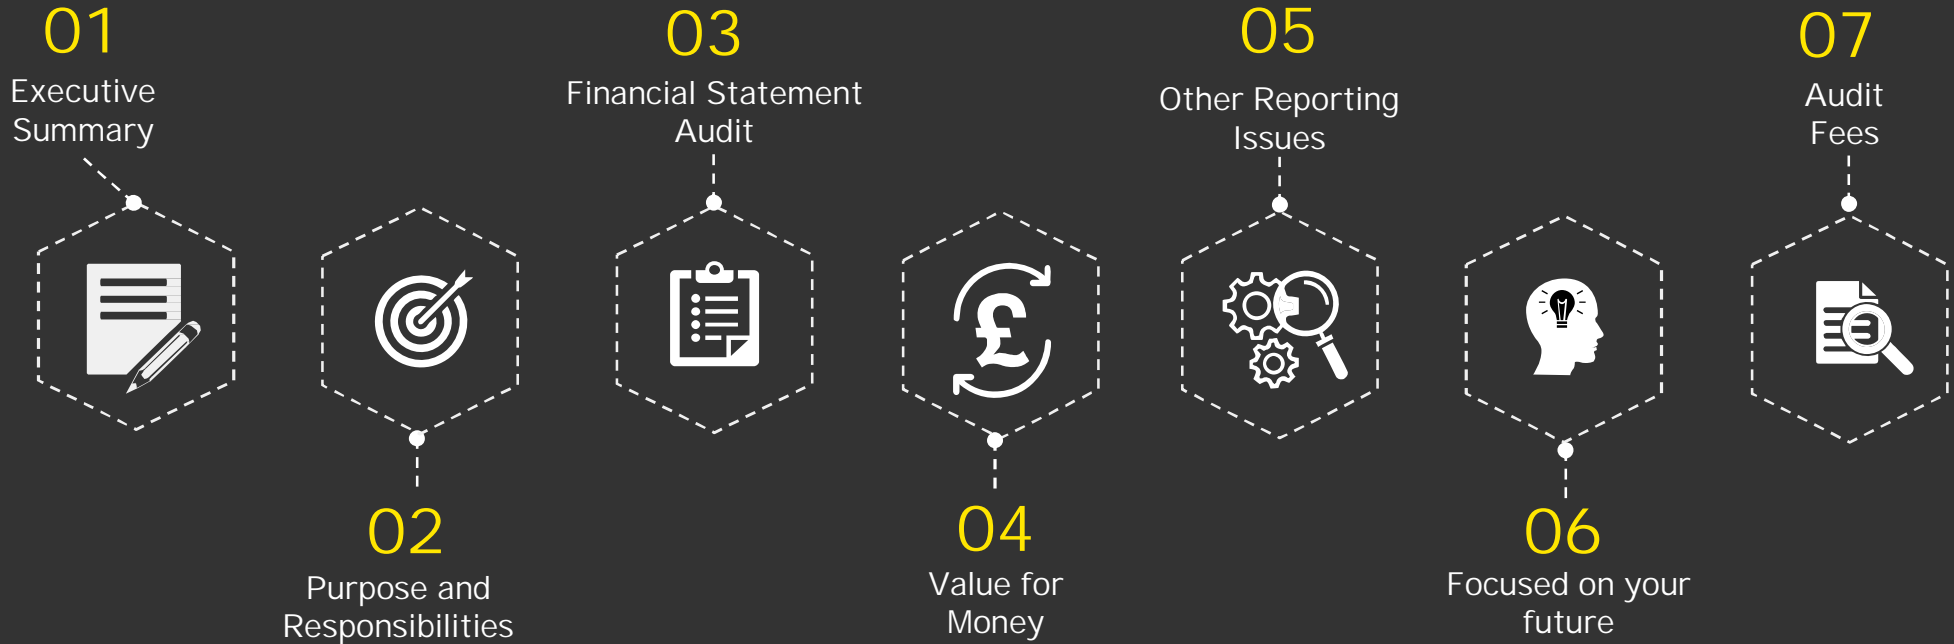 01
Executive
Summary
02
Purpose and
Responsibilities
03
Financial Statement
Audit
04
Value for
Money
05
Other Reporting
Issues
06
Focused on your
future
07
Audit
Fees
£